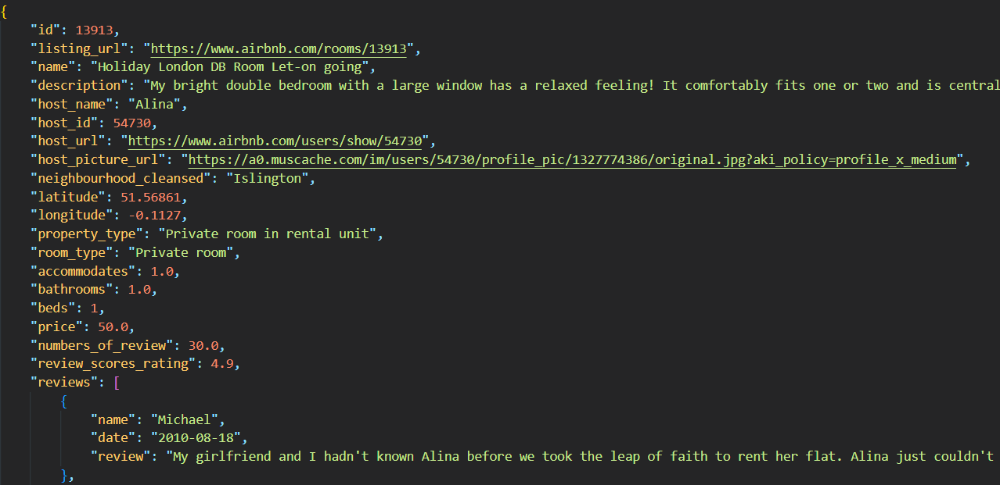 {
"id": 13913,
"listing_url": "https://www.airbnb.com/rooms/13913",
"name": "Holiday London DB Room Let-on going",
"description": "My bright double bedroom with a large window has a relaxed feeling! It comfortably fits one or two and is central
"host_name": "Alina",
"host_id": 54730,
"host_url": "https://www.airbnb.com/users/show/54730",
"host_picture_url": "https://a0.muscache.com/im/users/54730/profile_pic/1327774386/original.jpg?aki_policy=profile_x_medium",
"neighbourhood_cleansed": "Islington",
"latitude": 51.56861,
"longitude": -0.1127,
"property_type": "Private room in rental unit",
"room_type": "Private room",
"accommodates": 1.0,
"bathrooms": 1.0,
"beds": 1,
"price": 50.0,
"numbers_of_review": 30.0,
"review_scores_rating": 4.9,
"reviews": [
{
"name": "Michael",
"date": "2010-08-18",
"review": "My girlfriend and I hadn't known Alina before we took the leap of faith to rent her flat. Alina just couldn't
},